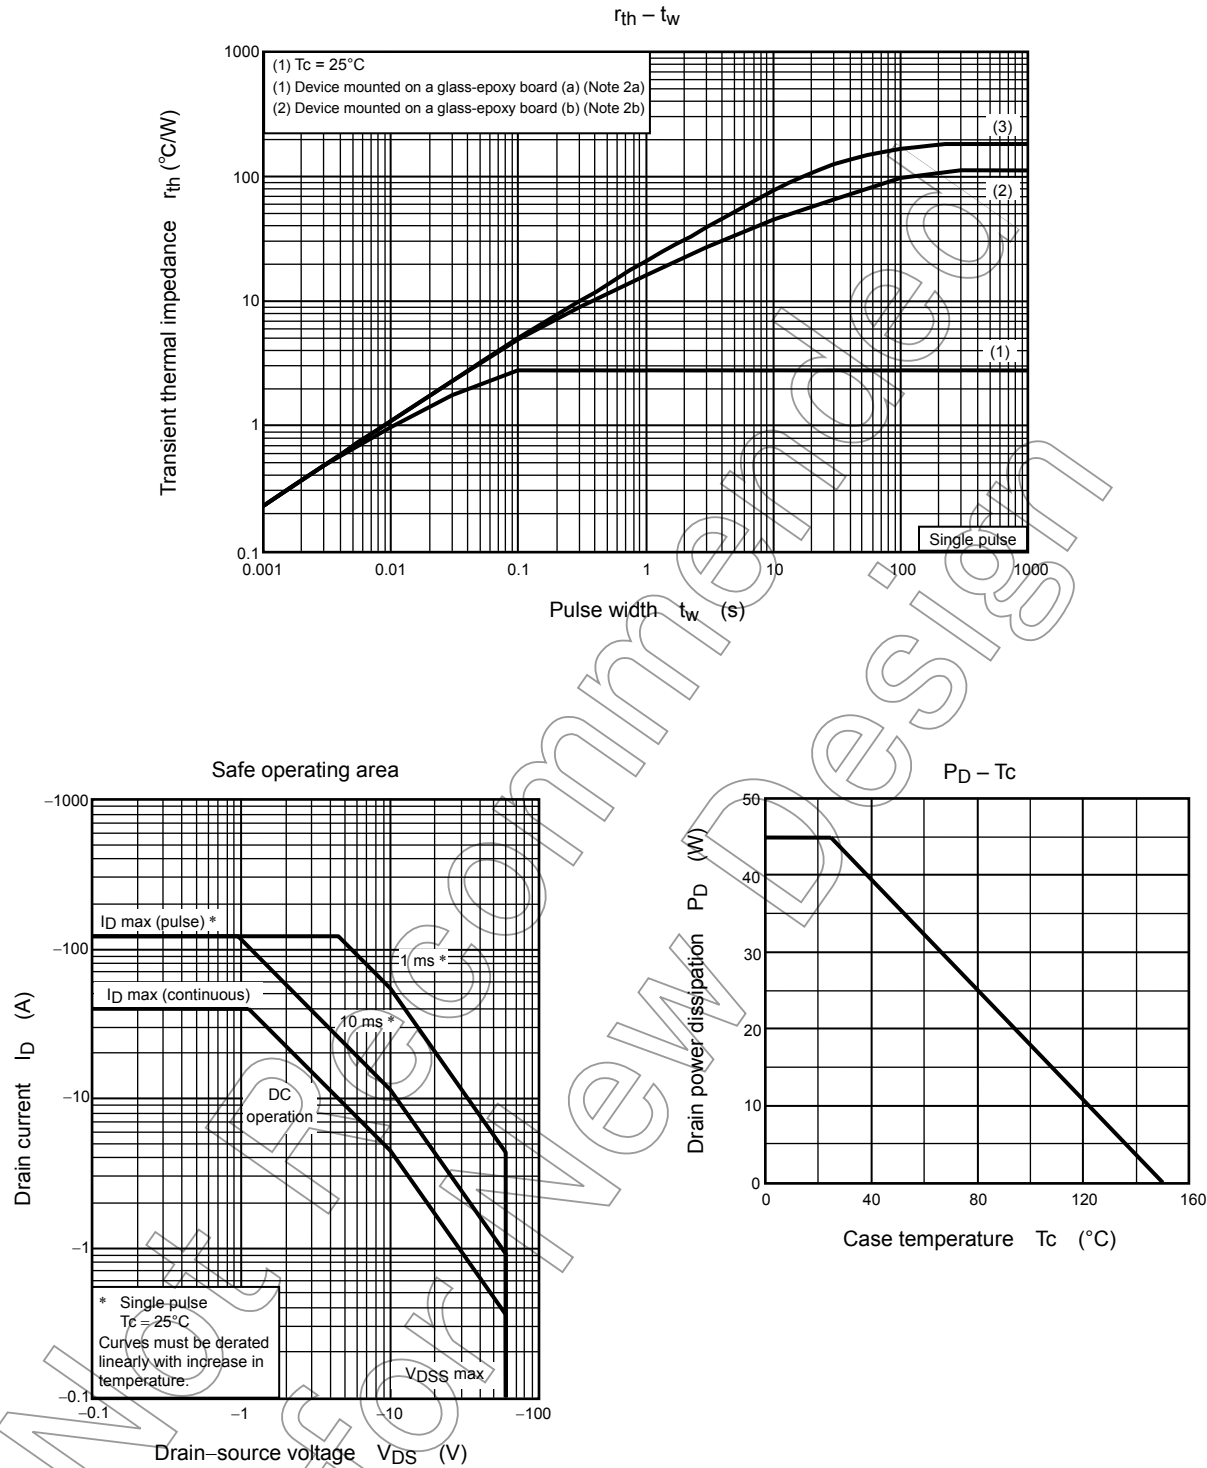 rth – tw
1000
100
10
1
0.1
0.001
0.01
0.1
1
10
100
1000
Transient thermal impedance rth (°C/W)
Pulse width tw (s)
(1) Tc = 25°C
(1) Device mounted on a glass-epoxy board (a) (Note 2a)
(2) Device mounted on a glass-epoxy board (b) (Note 2b)
(3)
(2)
(1)
Single pulse
Safe operating area
−1000
−100
−10
−1
−0.1
−0.1
−1
−10
−100
Drain current ID (A)
Drain−source voltage VDS (V)
ID max (pulse) *
ID max (continuous)
1 ms *
10 ms *
DC
operation
* Single pulse
Tc = 25°C
Curves must be derated
linearly with increase in
temperature.
VDSS max
PD – Tc
50
40
30
20
10
0
0
40
80
120
160
Drain power dissipation PD (W)
Case temperature Tc (°C)
Not Recommended
for New Design